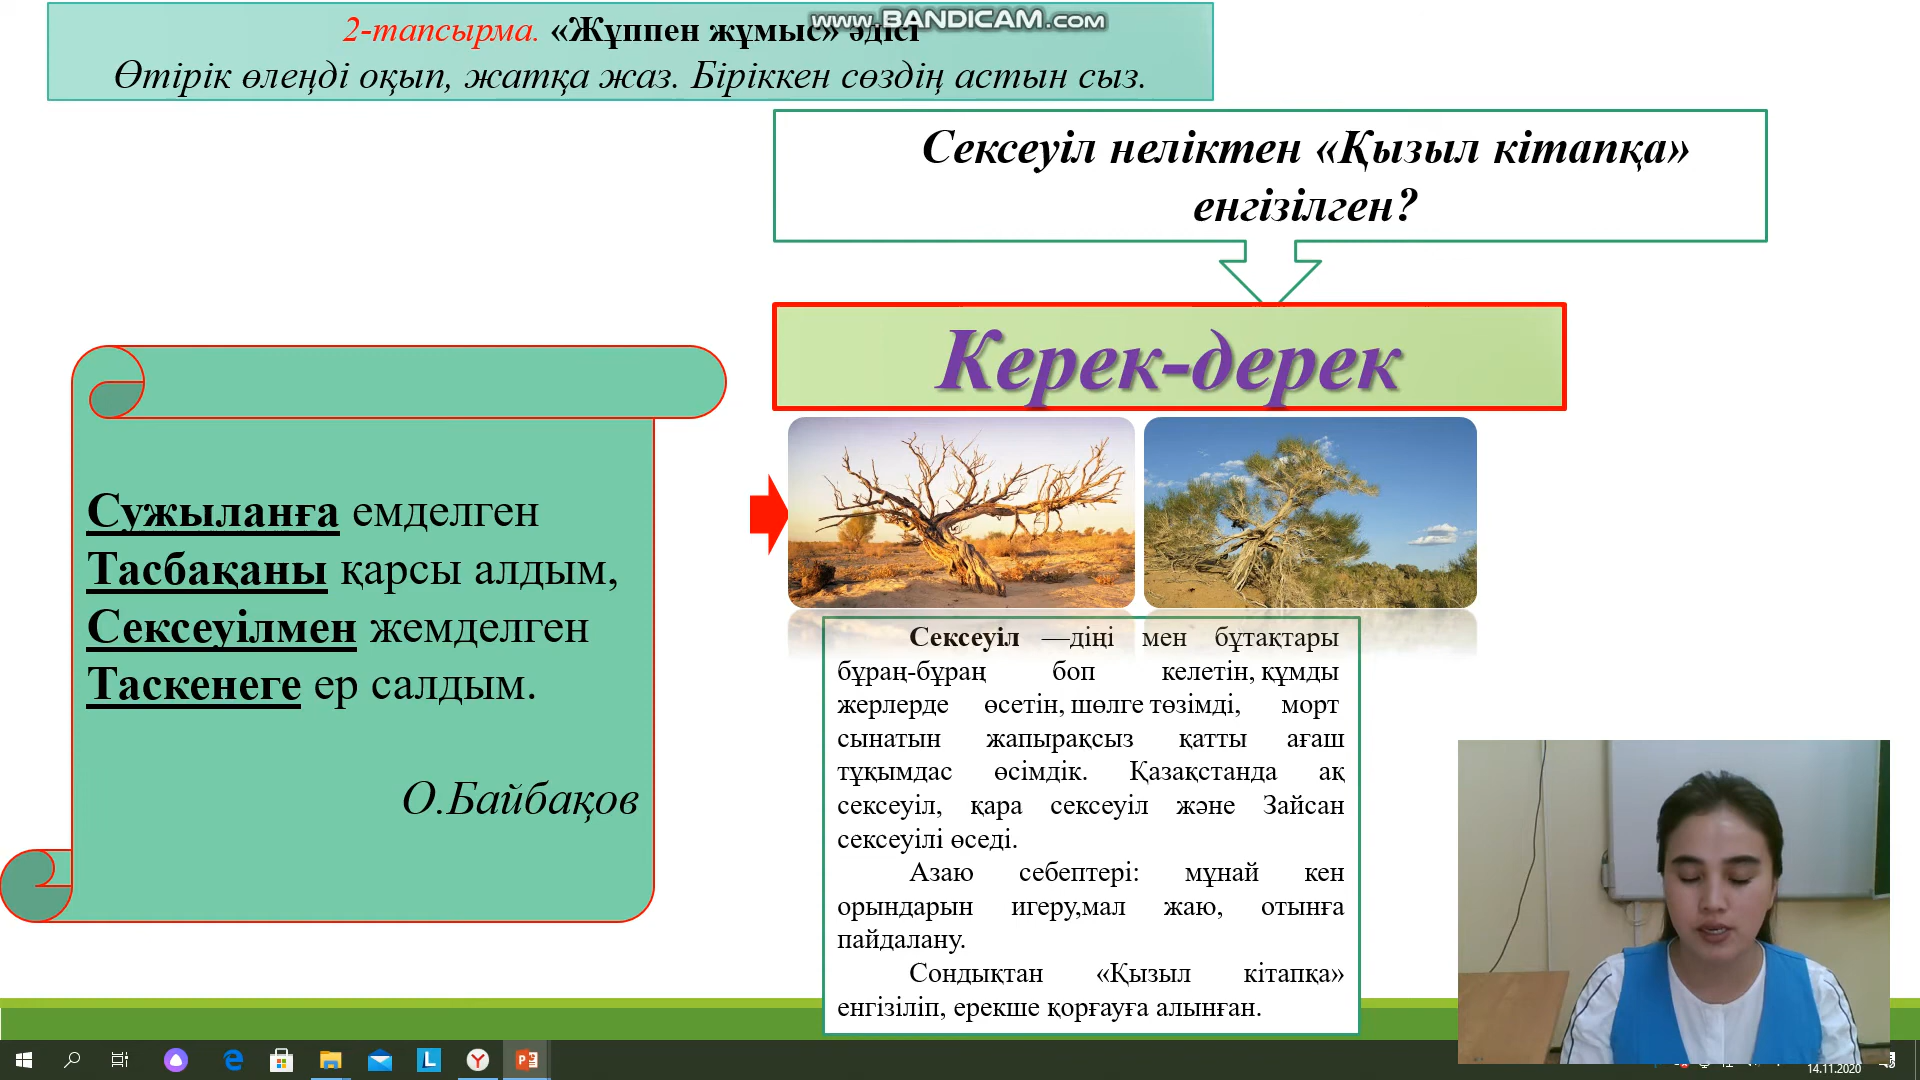 www.BANDICAM.com
2-тапсырма. «Жұппен жұмыс» әдісі
Өтірік өлеңді оқып, жатқа жаз. Біріккен сөздің астын сыз.
Сексеуіл неліктен «Қызыл кітапқа»
енгізілген?
Керек-дерек
Сужыланға емделген
Тасбақаны қарсы алдым,
Сексеуілмен жемделген
Таскенеге ер салдым.
О.Байбақов
Сексеуіл —діңі мен бұтақтары
бұраң-бұраң боп келетін, құмды
жерлерде өсетін, шөлге төзімді, морт
сынатын жапырақсыз қатты ағаш
тұқымдас өсімдік. Қазақстанда ақ
сексеуіл, қара сексеуіл және Зайсан
сексеуілі өседі.
Азаю себептері: мұнай кен
орындарын игеру,мал жаю, отынға
пайдалану.
Сондықтан «Қызыл кітапқа»
енгізіліп, ерекше қорғауға алынған.
14.11.2020